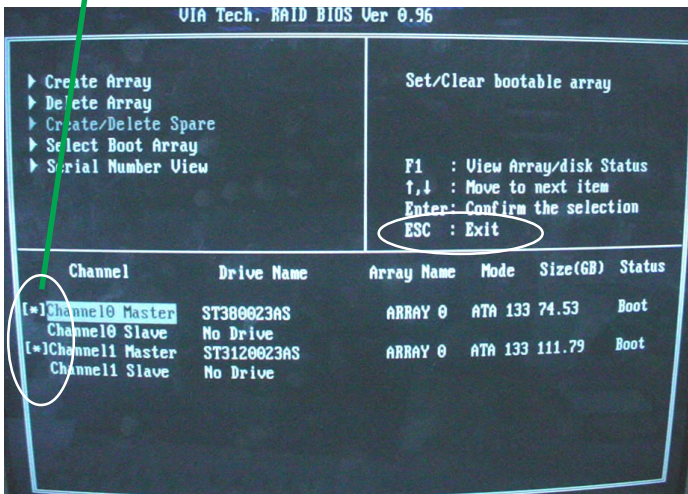 VIA Tech. RAID BIOS Ver 0.96
Create Array
Delete Array
Create/Delete Spare
Select Boot Array
Serial Number View
Set/Clear bootable array
F1 : View Array/disk Status
↑,↓ : Move to next item
Enter: Confirm the selection
ESC : Exit
Channel Drive Name Array Name Mode Size(GB) Status
[*]Channel0 Master ST380023AS ARRAY 0 ATA 133 74.53 Boot
Channel0 Slave No Drive
[*]Channel1 Master ST3120023AS ARRAY 0 ATA 133 111.79 Boot
Channel1 Slave No Drive